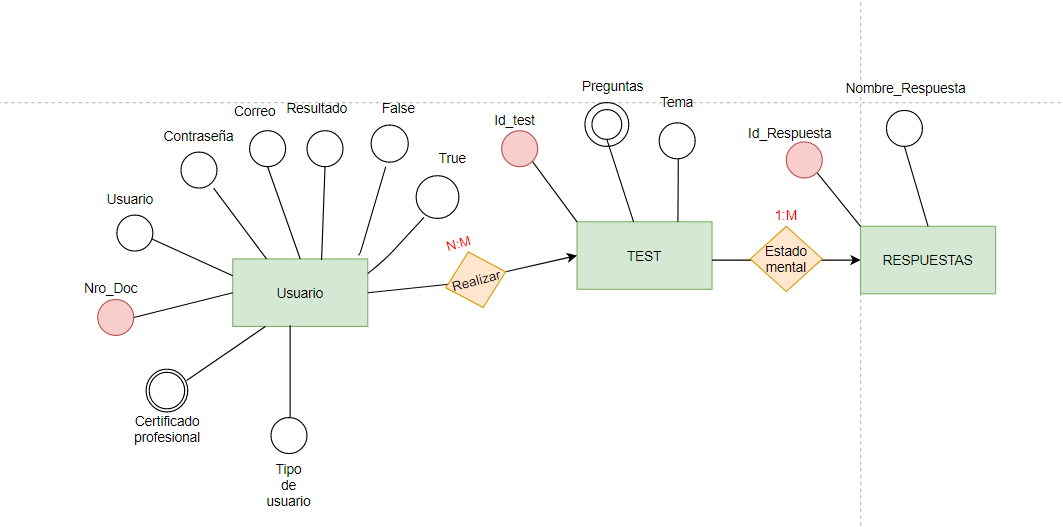 Preguntas
Nombre_Respuesta
Tema
Correo
Resultado
False
Id_test
Id_Respuesta
Contraseña
True
Usuario
1:M
N:M
Estado
mental
TEST
RESPUESTAS
Realizar
Nro_Doc
Usuario
Certificado
profesional
Tipo
de
usuario